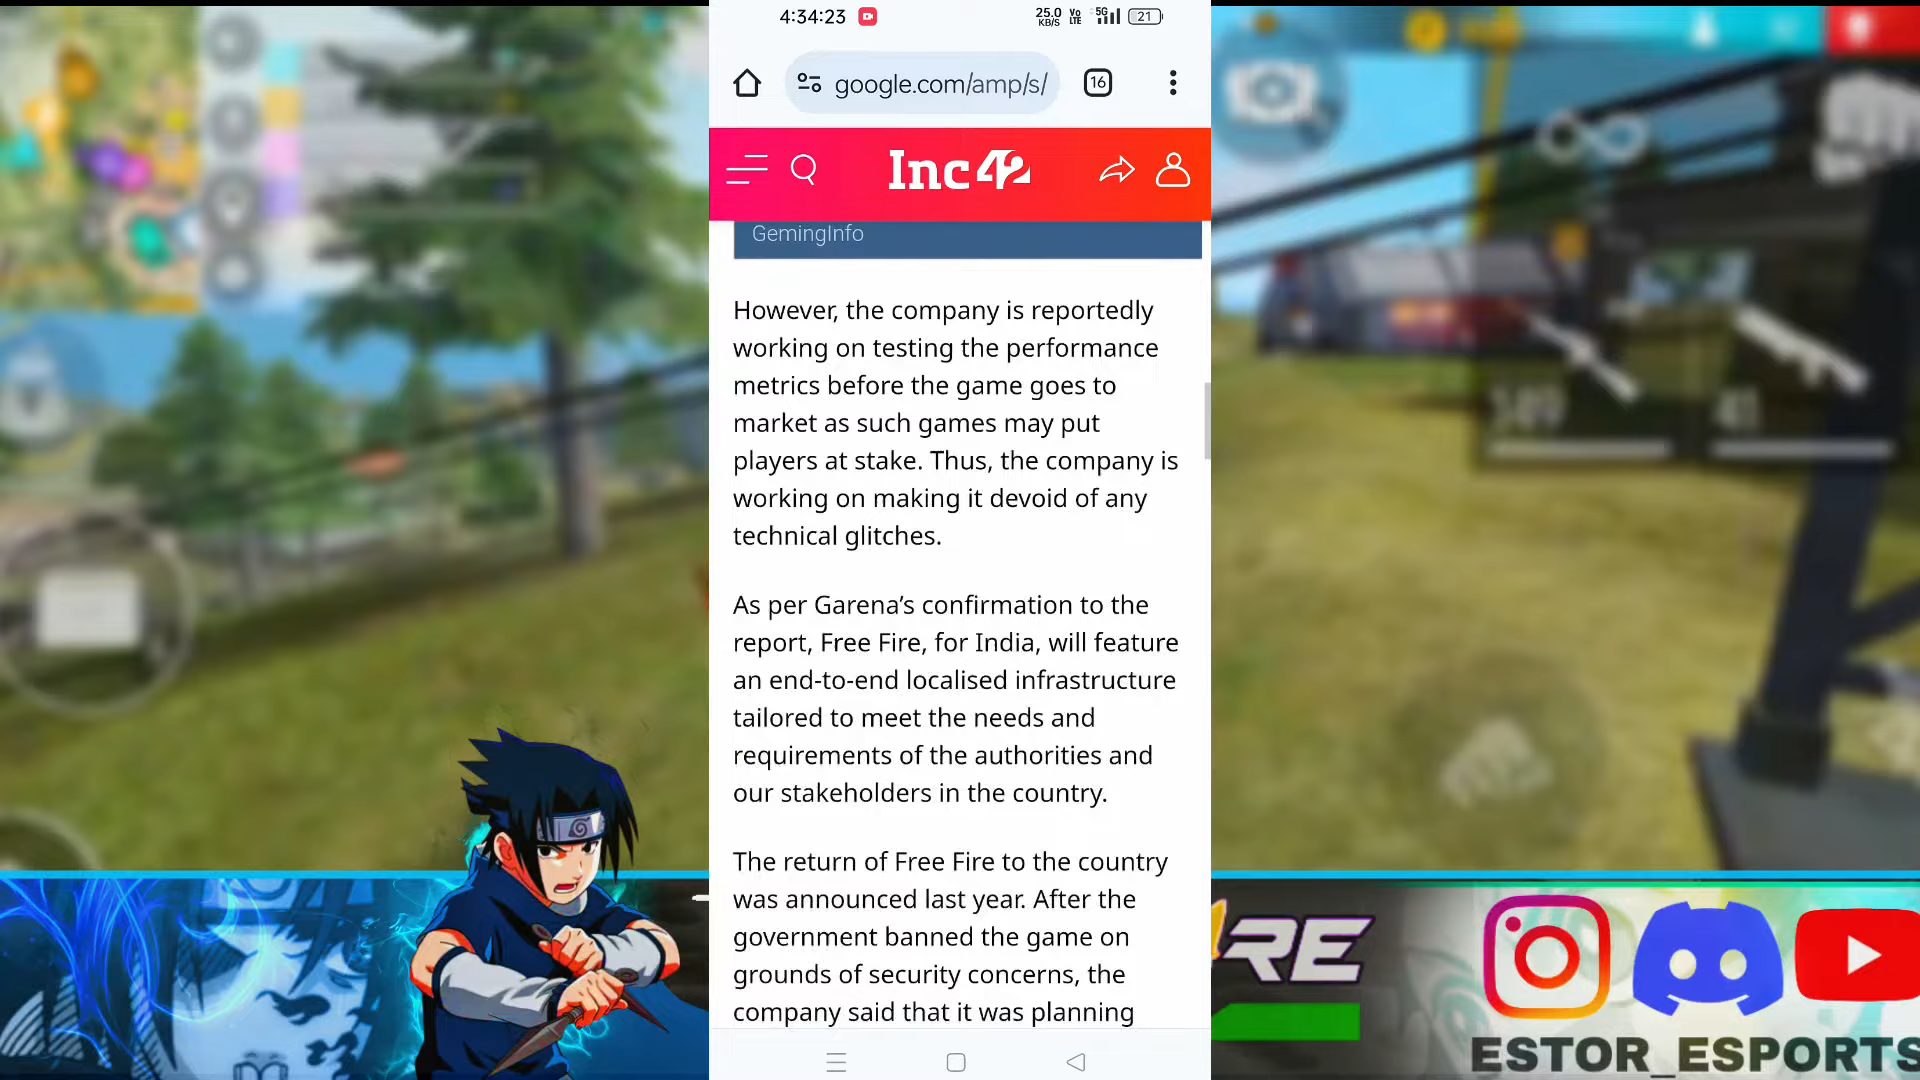 4:34:23
25.0
KB/S
Vo
LTE
5G
21
google.com/amp/s/
16
Inc42
GemingInfo
However, the company is reportedly
working on testing the performance
metrics before the game goes to
market as such games may put
players at stake. Thus, the company is
working on making it devoid of any
technical glitches.
As per Garena’s confirmation to the
report, Free Fire, for India, will feature
an end-to-end localised infrastructure
tailored to meet the needs and
requirements of the authorities and
our stakeholders in the country.
The return of Free Fire to the country
was announced last year. After the
government banned the game on
grounds of security concerns, the
company said that it was planning
RE
ESTOR_ESPORTS